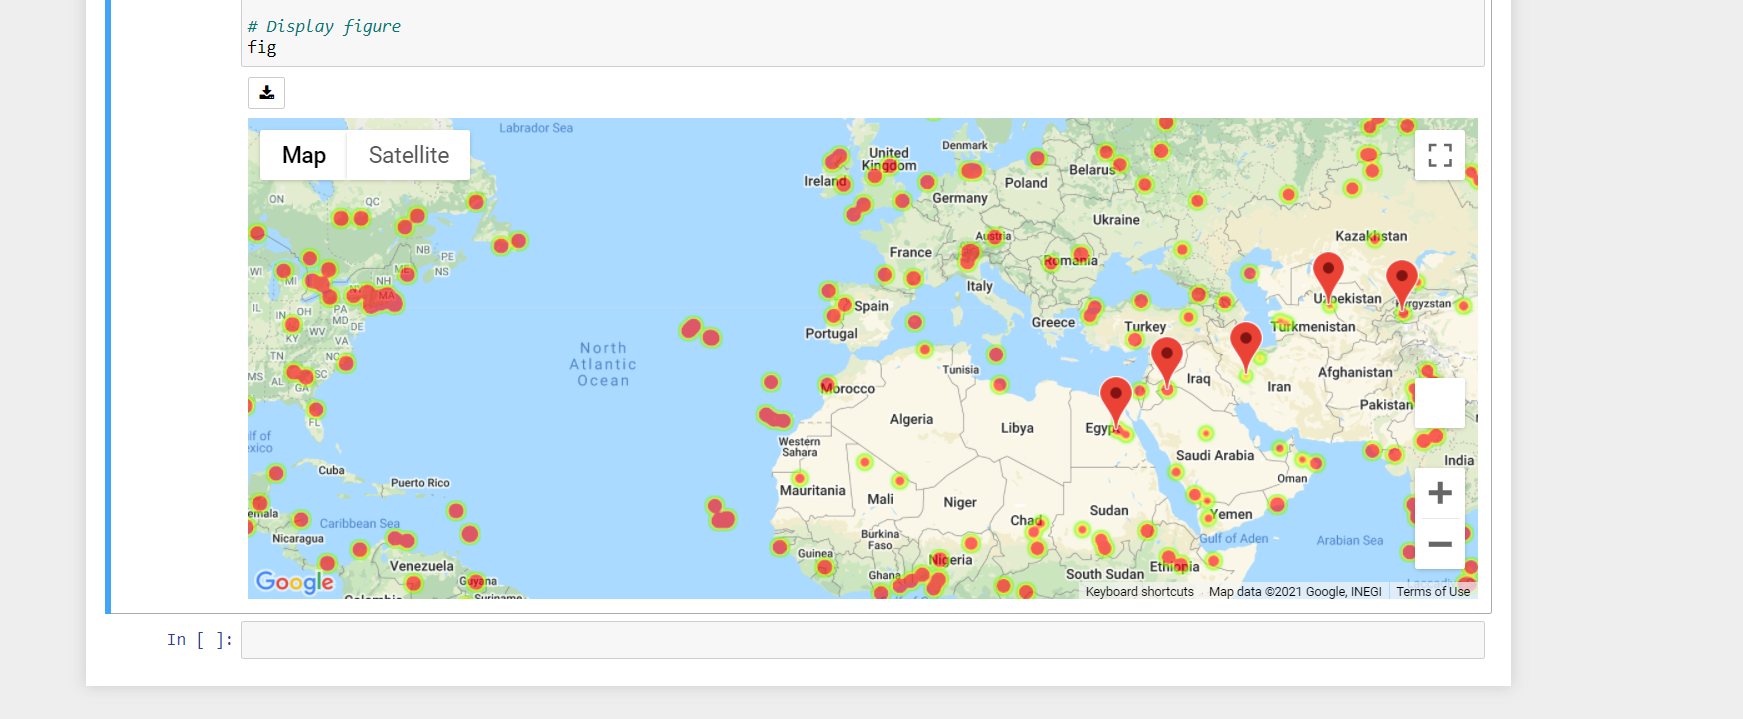 # Display figure
fig
Map
Satellite
Labrador Sea
ON
QC
NB
PE
NS
WI
MI
ME
NH
MA
IL
IN
OH
PA
MD
DE
KY
WV
VA
TN
NC
MS
AL
GA
SC
FL
Cuba
Puerto Rico
Caribbean Sea
Nicaragua
Venezuela
Guyana
North
Atlantic
Ocean
United
Kingdom
Ireland
Denmark
Poland
Belarus
Germany
Ukraine
Austria
France
Romania
Italy
Spain
Portugal
Greece
Turkey
Kazakhstan
Uzbekistan
Kyrgyzstan
Turkmenistan
Afghanistan
Pakistan
India
Iraq
Iran
Tunisia
Morocco
Algeria
Libya
Egypt
Western
Sahara
Saudi Arabia
Oman
Mauritania
Mali
Niger
Chad
Sudan
Yemen
Gulf of Aden
Arabian Sea
Burkina
Faso
Guinea
Ghana
Nigeria
South Sudan
Ethiopia
Google
Keyboard shortcuts
Map data ©2021 Google, INEGI
Terms of Use
In [ ]: